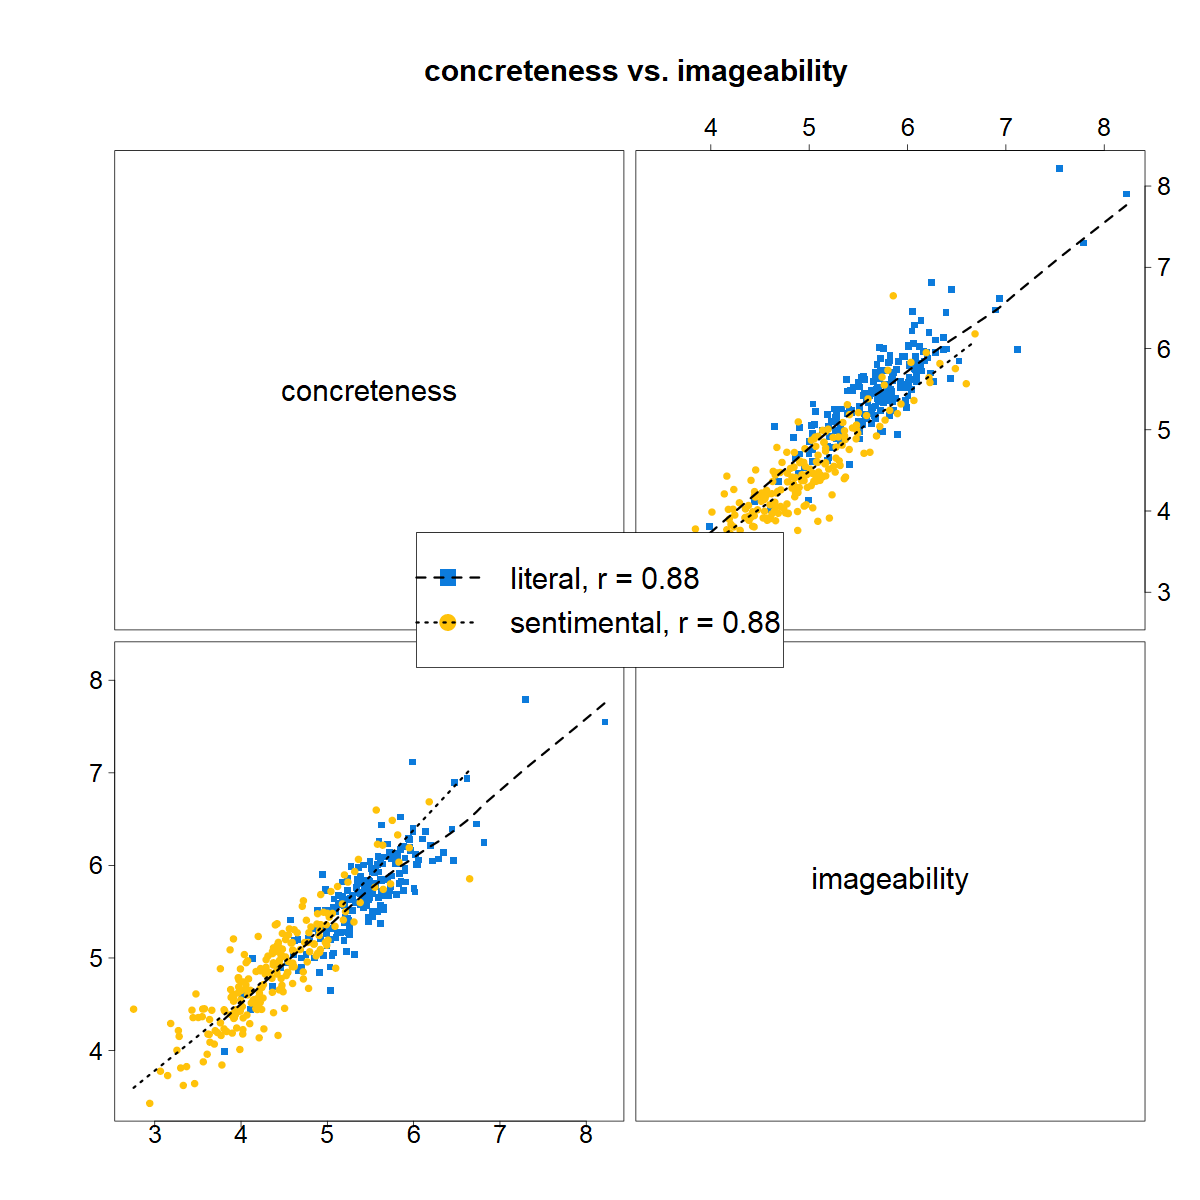 concreteness vs. imageability
4 5 6 7 8
8
7
6
5
4
3
concreteness
literal, r = 0.88
sentimental, r = 0.88
imageability
8
7
6
5
4
3 4 5 6 7 8